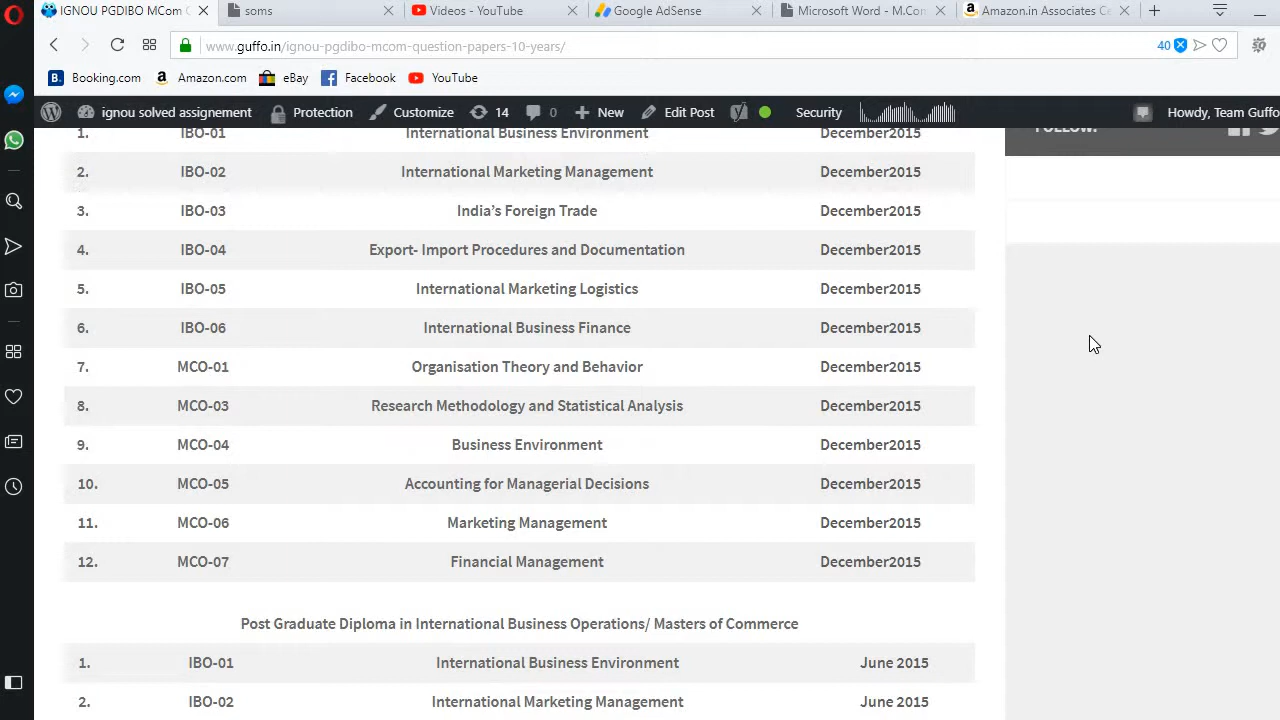 IGNOU PGDIBO MCom C
soms
Videos - YouTube
Google AdSense
Microsoft Word - M.Com
Amazon.in Associates Ce
www.guffo.in/ignou-pgdibo-mcom-question-papers-10-years/
40
Booking.com
Amazon.com
eBay
Facebook
YouTube
ignou solved assignement
Protection
Customize
14
0
New
Edit Post
Security
Howdy, Team Guffo
FOLLOW:
1. IBO-01 International Business Environment December2015
2. IBO-02 International Marketing Management December2015
3. IBO-03 India’s Foreign Trade December2015
4. IBO-04 Export- Import Procedures and Documentation December2015
5. IBO-05 International Marketing Logistics December2015
6. IBO-06 International Business Finance December2015
7. MCO-01 Organisation Theory and Behavior December2015
8. MCO-03 Research Methodology and Statistical Analysis December2015
9. MCO-04 Business Environment December2015
10. MCO-05 Accounting for Managerial Decisions December2015
11. MCO-06 Marketing Management December2015
12. MCO-07 Financial Management December2015
Post Graduate Diploma in International Business Operations/ Masters of Commerce
1. IBO-01 International Business Environment June 2015
2. IBO-02 International Marketing Management June 2015